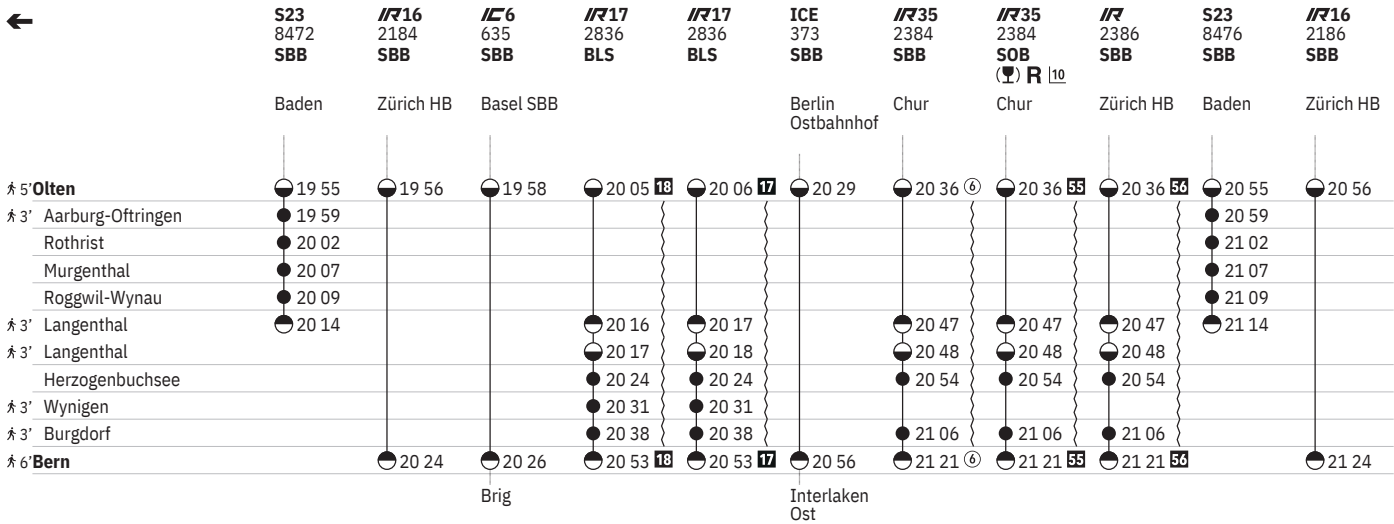 S23 IR16 IC6 IR17 IR17 ICE IR35 IR35 IR S23 IR16
8472 2184 635 2836 2836 373 2384 2384 2386 8476 2186
SBB SBB SBB BLS BLS SBB SBB SOB SBB SBB SBB
R 10
Baden Zürich HB Basel SBB Berlin Chur Chur Zürich HB Baden Zürich HB
Ostbahnhof
5’ Olten 19 55 19 56 19 58 20 05 18 20 06 17 20 29 20 36 6 20 36 55 20 36 56 20 55 20 56
3’ Aarburg-Oftringen 19 59 20 59
Rothrist 20 02 21 02
Murgenthal 20 07 21 07
Roggwil-Wynau 20 09 21 09
3’ Langenthal 20 14 20 16 20 17 20 47 20 47 20 47 21 14
3’ Langenthal 20 17 20 18 20 48 20 48 20 48
Herzogenbuchsee 20 24 20 24 20 54 20 54 20 54
3’ Wynigen 20 31 20 31
3’ Burgdorf 20 38 20 38 21 06 21 06 21 06
6’ Bern 20 24 20 26 20 53 18 20 53 17 20 56 21 21 6 21 21 55 21 21 56 21 24
Brig Interlaken
Ost